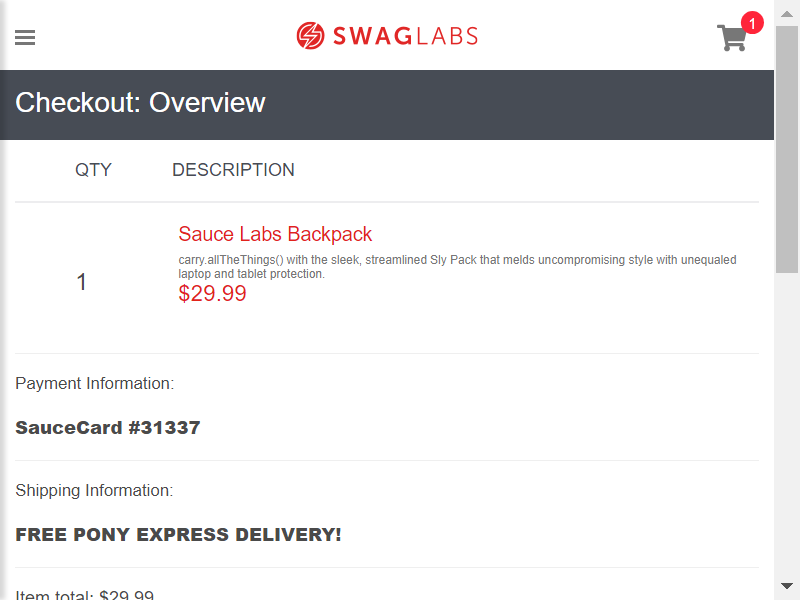 SWAGLABS
1
Checkout: Overview
QTY DESCRIPTION
1
Sauce Labs Backpack
carry.allTheThings() with the sleek, streamlined Sly Pack that melds uncompromising style with unequaled
laptop and tablet protection.
$29.99
Payment Information:
SauceCard #31337
Shipping Information:
FREE PONY EXPRESS DELIVERY!
Item total: $29.99